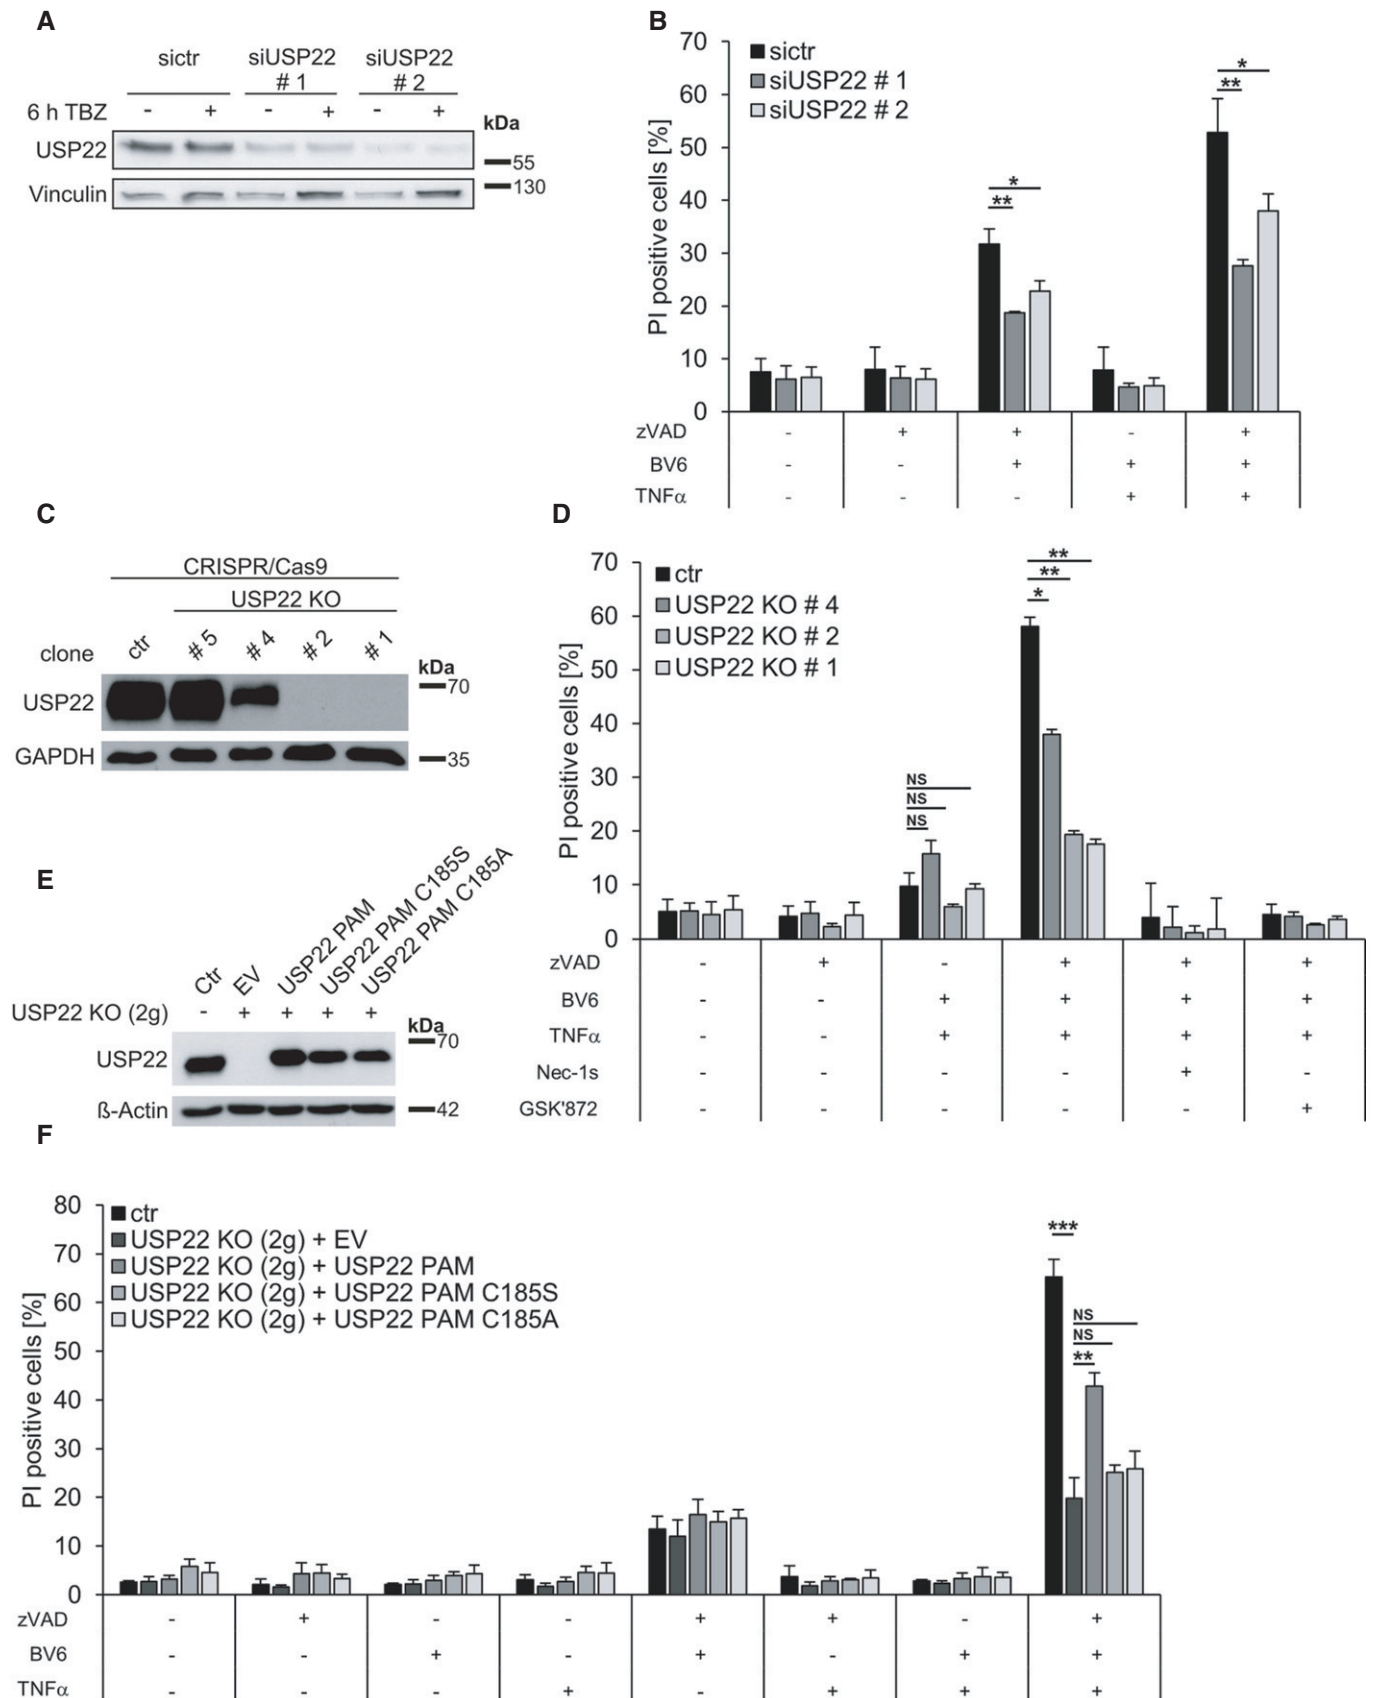 A
sictr
siUSP22
# 1
siUSP22
# 2
6 h TBZ - + - + - +
kDa
USP22
55
Vinculin
130
B
PI positive cells [%]
70
60
50
40
30
20
10
0
sictr
siUSP22 # 1
siUSP22 # 2
** *
** *
zVAD - + + - +
BV6 - - + + +
TNFα - - - + +
C
CRISPR/Cas9
USP22 KO
clone ctr # 5 # 4 # 2 # 1
kDa
USP22
70
GAPDH
35
D
PI positive cells [%]
70
60
50
40
30
20
10
0
ctr
USP22 KO # 4
USP22 KO # 2
USP22 KO # 1
NS
NS
NS
**
**
*
zVAD - + - + + +
BV6 - - + + + +
TNFα - - + + + +
Nec-1s - - - - + -
GSK'872 - - - - - +
E
Ctr EV USP22 PAM USP22 PAM C185S USP22 PAM C185A
USP22 KO (2g) - + + + +
kDa
USP22
70
ß-Actin
42
F
PI positive cells [%]
80
70
60
50
40
30
20
10
0
ctr
USP22 KO (2g) + EV
USP22 KO (2g) + USP22 PAM
USP22 KO (2g) + USP22 PAM C185S
USP22 KO (2g) + USP22 PAM C185A
***
NS
NS
**
zVAD - + - - + + - +
BV6 - - + - + - + +
TNFα - - - + - + + +